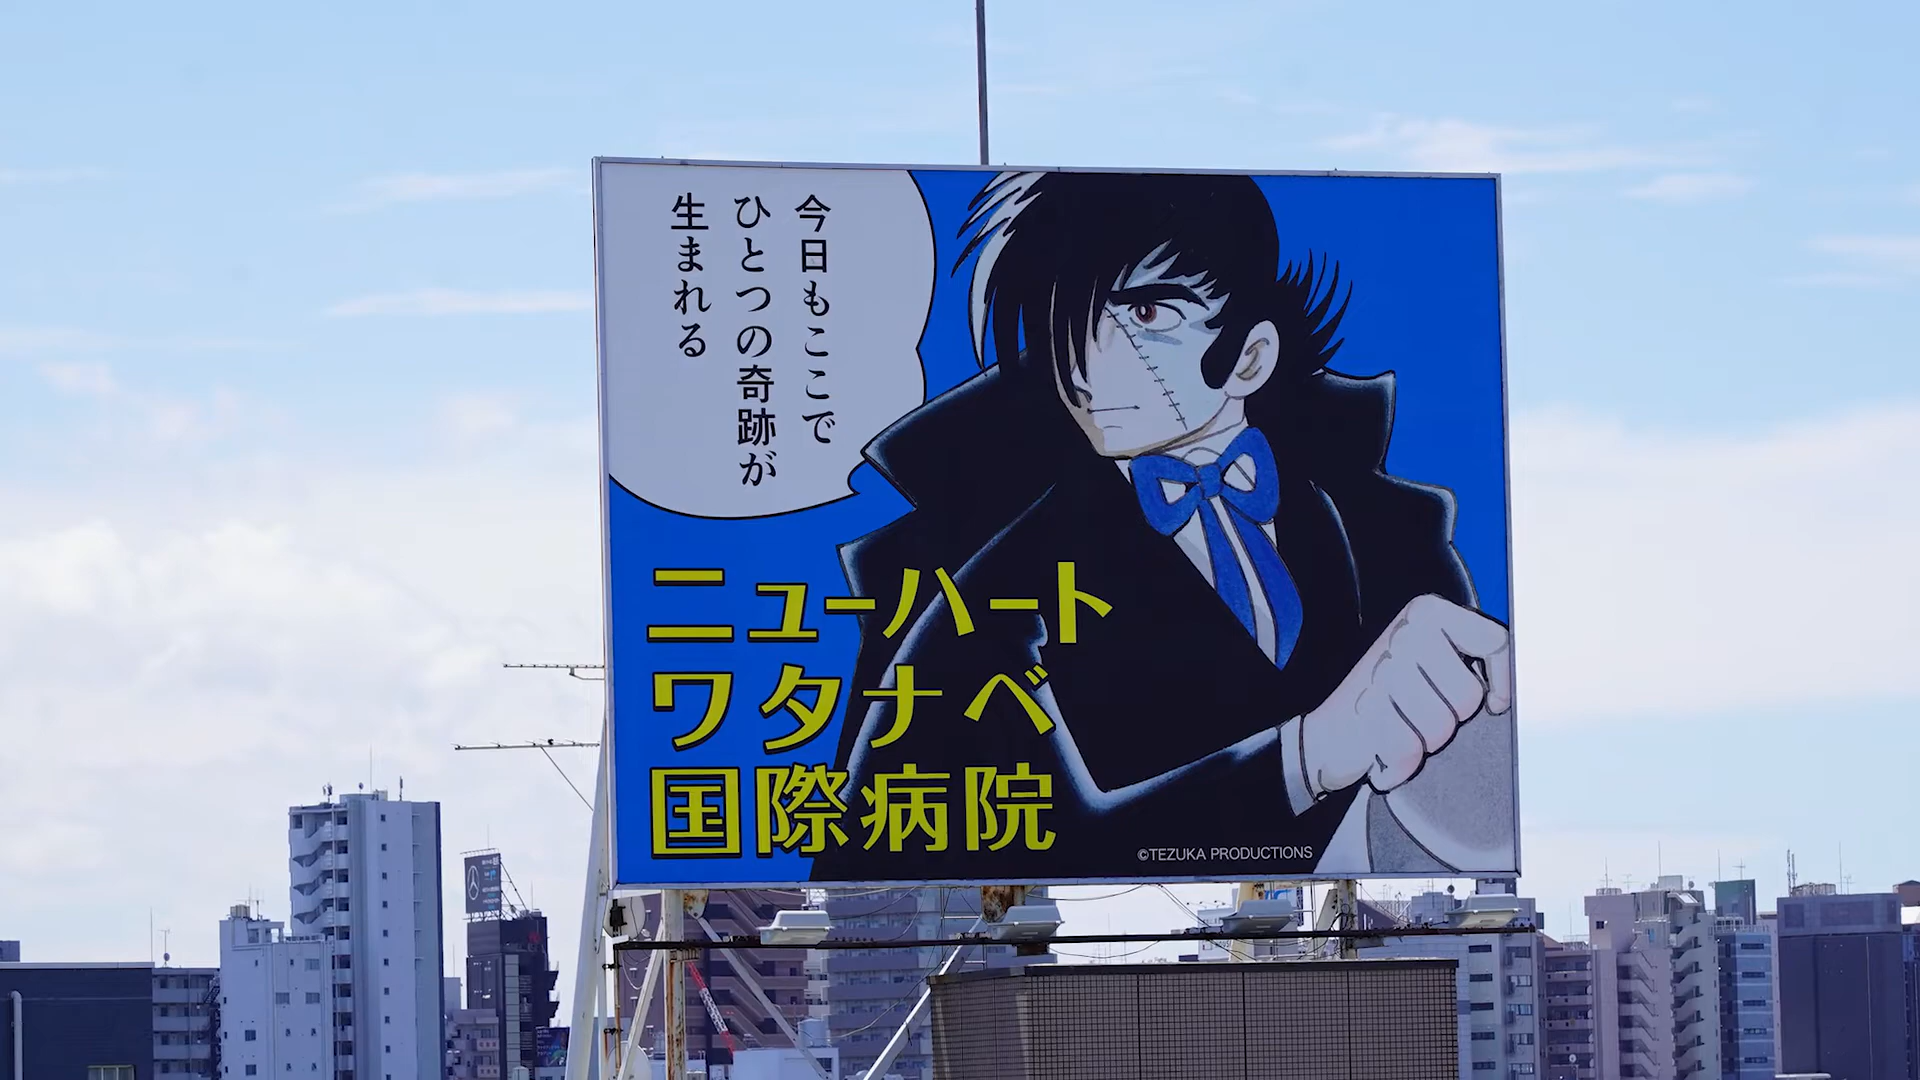 今日もここで
ひとつの奇跡が
生まれる
ニューハート
ワタナベ
国際病院
©TEZUKA PRODUCTIONS